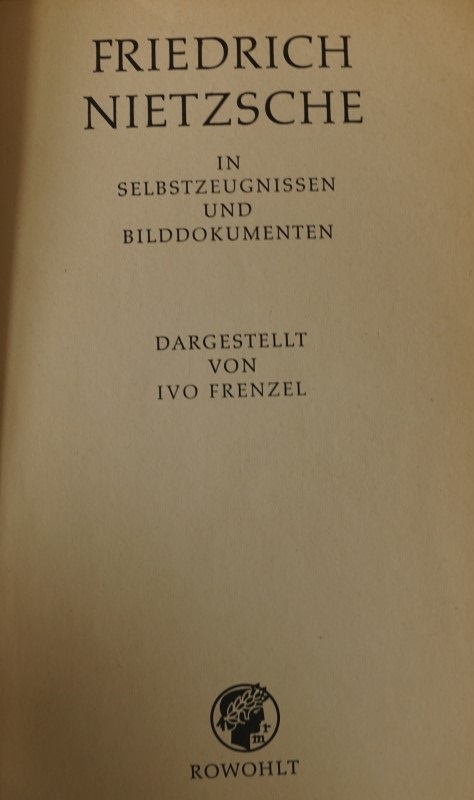 FRIEDRICH
NIETZSCHE
IN
SELBSTZEUGNISSEN
UND
BILDDOKUMENTEN
DARGESTELLT
VON
IVO FRENZEL
r
m
ROWOHLT